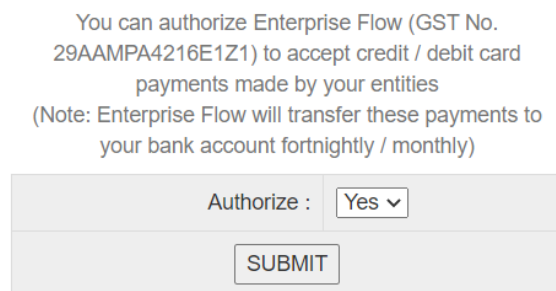 You can authorize Enterprise Flow (GST No.
29AAMPA4216E1Z1) to accept credit / debit card
payments made by your entities
(Note: Enterprise Flow will transfer these payments to
your bank account fortnightly / monthly)
Authorize : Yes
SUBMIT